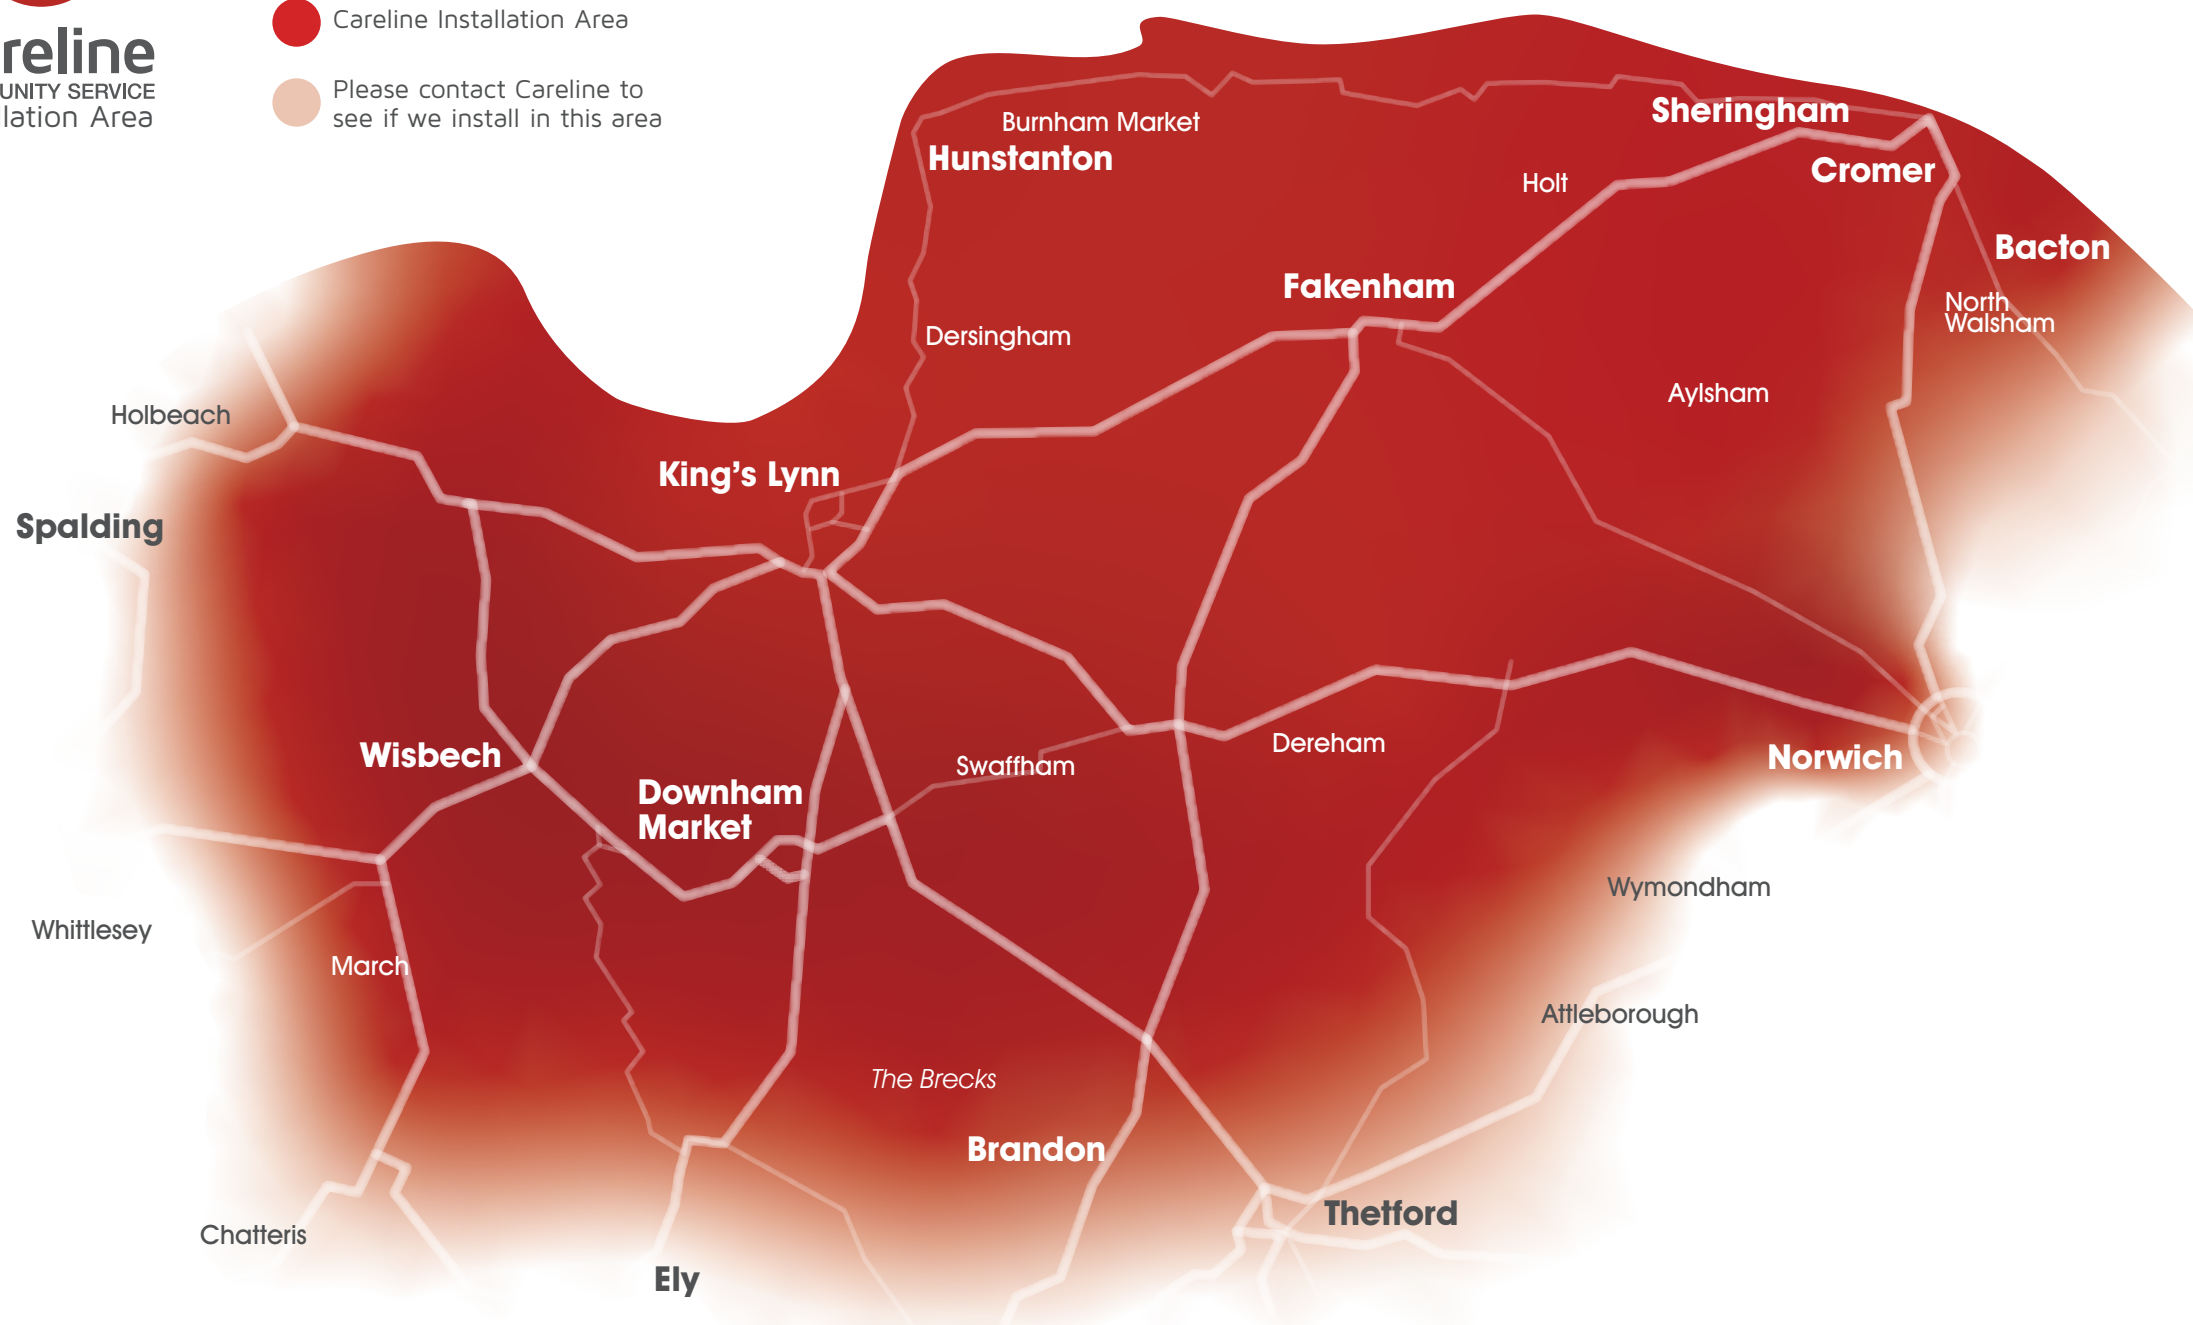 reline
UNITY SERVICE
llation Area
Careline Installation Area
Please contact Careline to
see if we install in this area
Burnham Market
Hunstanton
Sheringham
Cromer
Holt
Bacton
Fakenham
North
Walsham
Dersingham
Aylsham
Holbeach
King's Lynn
Spalding
Wisbech
Downham
Market
Swaffham
Dereham
Norwich
Wymondham
Whittlesey
March
Attleborough
The Brecks
Brandon
Thetford
Chatteris
Ely